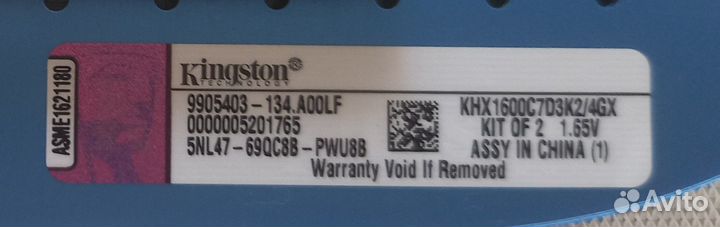 ASME1621180
Kingston®
TECHNOLOGY
9905403-134.A00LF
0000005201765
5NL47-69QC8B-PWU8B
KHX1600C7D3K2/4GX
KIT OF 2 1.65V
ASSY IN CHINA (1)
Warranty Void If Removed
Avito